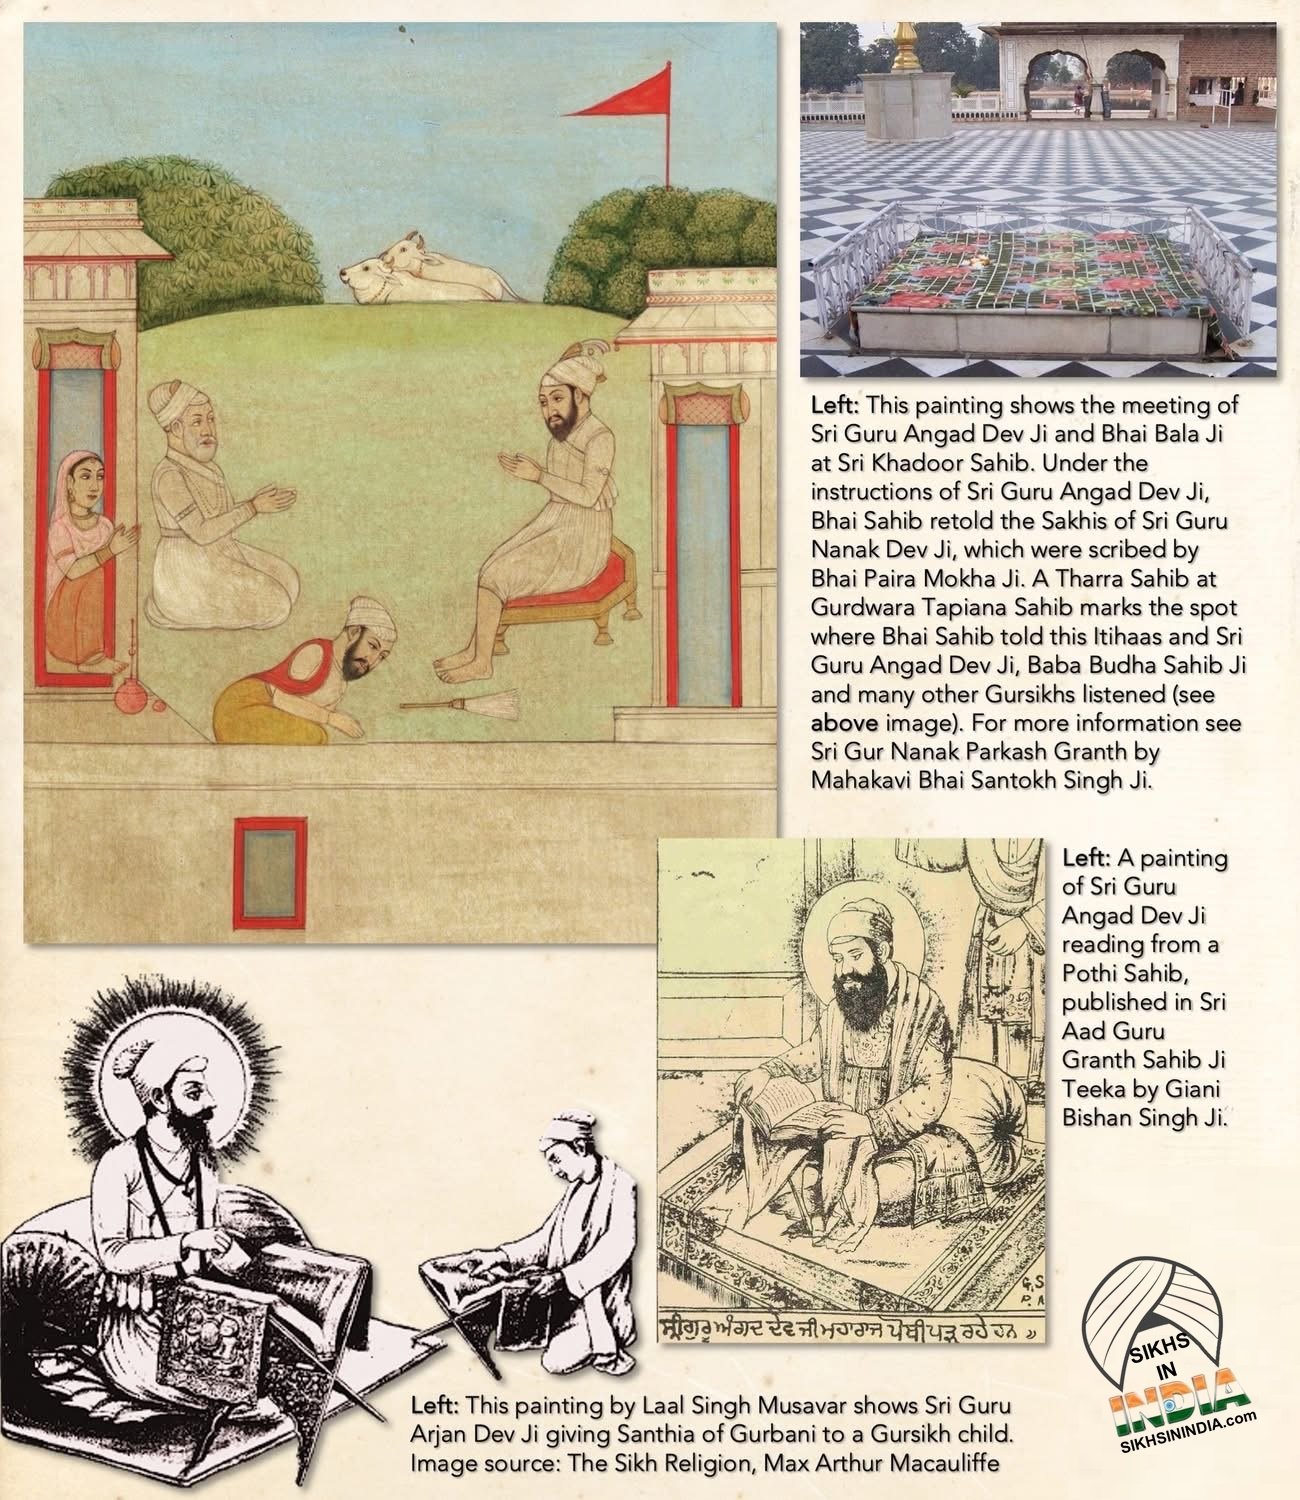 Left: This painting shows the meeting of
Sri Guru Angad Dev Ji and Bhai Bala Ji
at Sri Khadoor Sahib. Under the
instructions of Sri Guru Angad Dev Ji,
Bhai Sahib retold the Sakhis of Sri Guru
Nanak Dev Ji, which were scribed by
Bhai Paira Mokha Ji. A Tharra Sahib at
Gurdwara Tapiana Sahib marks the spot
where Bhai Sahib told this Itihaas and Sri
Guru Angad Dev Ji, Baba Budha Sahib Ji
and many other Gursikhs listened (see
above image). For more information see
Sri Gur Nanak Parkash Granth by
Mahakavi Bhai Santokh Singh Ji.
Left: A painting
of Sri Guru
Angad Dev Ji
reading from a
Pothi Sahib,
published in Sri
Aad Guru
Granth Sahib Ji
Teeka by Giani
Bishan Singh Ji.
G.S
P.
ਸ੍ਰੀ ਗੁਰੂ ਅੰਗਦ ਦੇਵ ਜੀ ਮਹਾਰਾਜ ਪੋਥੀ ਪੜ ਰਹੇ ਹਨ ॥
Left: This painting by Laal Singh Musavar shows Sri Guru
Arjan Dev Ji giving Santhia of Gurbani to a Gursikh child.
Image source: The Sikh Religion, Max Arthur Macauliffe
SIKHS
IN
INDIA
SIKHSININDIA.com